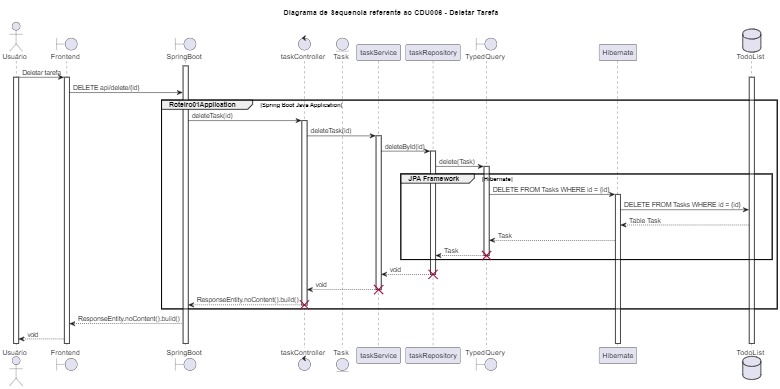 Diagrama de Sequencia referente ao CDU006 - Deletar Tarefa
Usuário Frontend SpringBoot taskController Task taskService taskRepository TypedQuery Hibernate TodoList
Deletar tarefa
DELETE api/delete/{id}
Roteiro01Application [Spring Boot Java Application]
deleteTask(id)
deleteTask(id)
deleteById(id)
delete(Task)
JPA Framework [Hibernate]
DELETE FROM Tasks WHERE id = {id}
DELETE FROM Tasks WHERE id = {id}
Table Task
Task
Task
void
void
ResponseEntity.noContent().build()
ResponseEntity.noContent().build()
void
Usuário Frontend SpringBoot taskController Task taskService taskRepository TypedQuery Hibernate TodoList